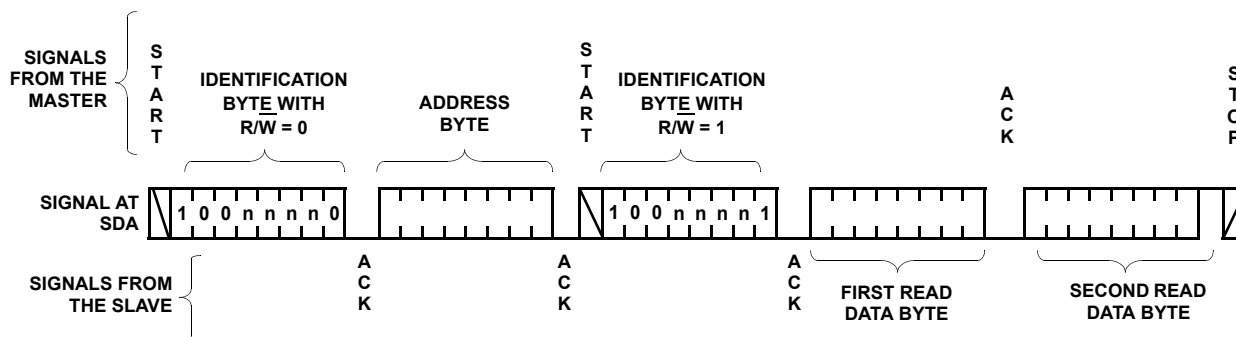 SIGNALS
FROM THE
MASTER
S
T
A
R
T
IDENTIFICATION
BYTE WITH
R/W̅ = 0
ADDRESS
BYTE
S
T
A
R
T
IDENTIFICATION
BYTE WITH
R/W̅ = 1
A
C
K
S
T
O
P
SIGNAL AT
SDA
1 0 0 n n n n 0
1 0 0 n n n n 1
SIGNALS FROM
THE SLAVE
A
C
K
A
C
K
A
C
K
FIRST READ
DATA BYTE
SECOND READ
DATA BYTE